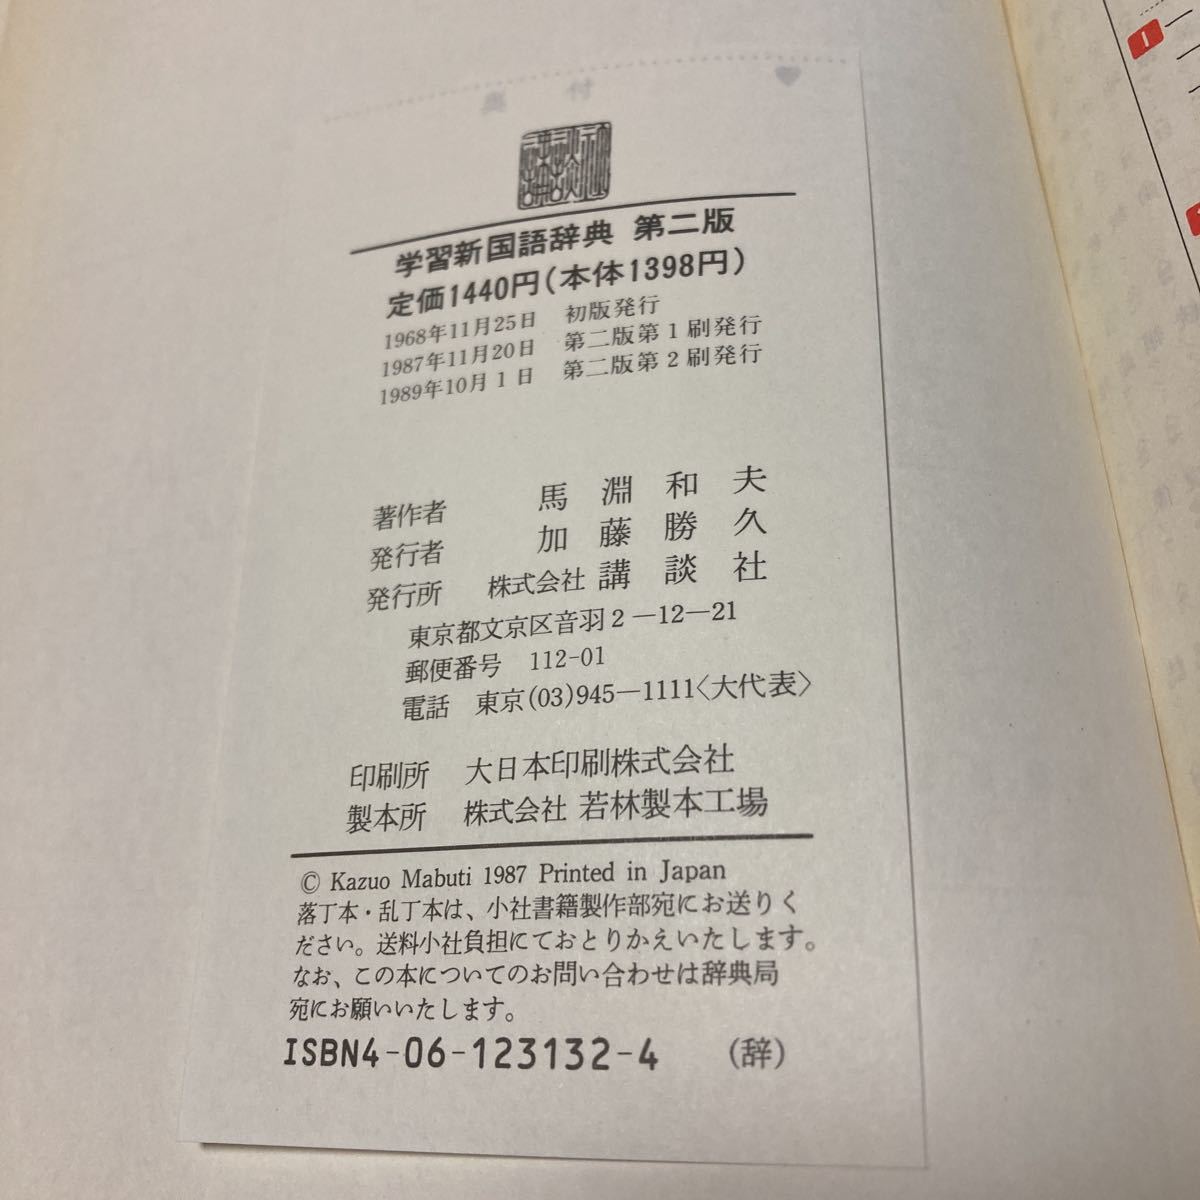 奥付
講談社
学習新国語辞典 第二版
定価1440円(本体1398円)
1968年11月25日 初版発行
1987年11月20日 第二版第1刷発行
1989年10月1日 第二版第2刷発行
著作者 馬淵和夫
発行者 加藤勝久
発行所 株式会社 講談社
東京都文京区音羽2―12―21
郵便番号 112-01
電話 東京(03)945―1111〈大代表〉
印刷所 大日本印刷株式会社
製本所 株式会社 若林製本工場
© Kazuo Mabuti 1987 Printed in Japan
落丁本・乱丁本は、小社書籍製作部宛にお送りく
ださい。送料小社負担にておとりかえいたします。
なお、この本についてのお問い合わせは辞典局
宛にお願いいたします。
ISBN4-06-123132-4 (辞)
1